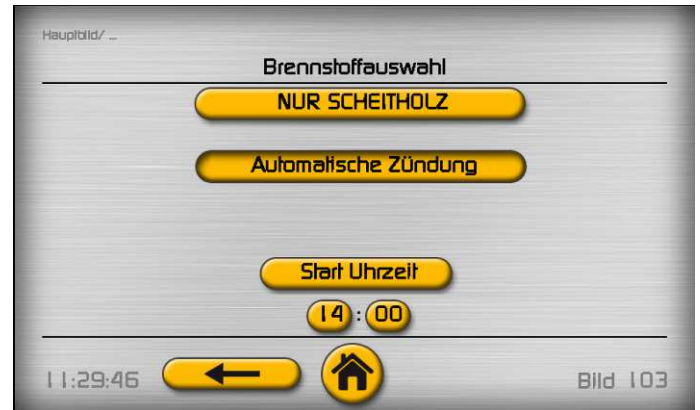 Hauptbild/ ...
Brennstoffauswahl
NUR SCHEITHOLZ
Automatische Zündung
Start Uhrzeit
14 : 00
11:29:46
Bild 103